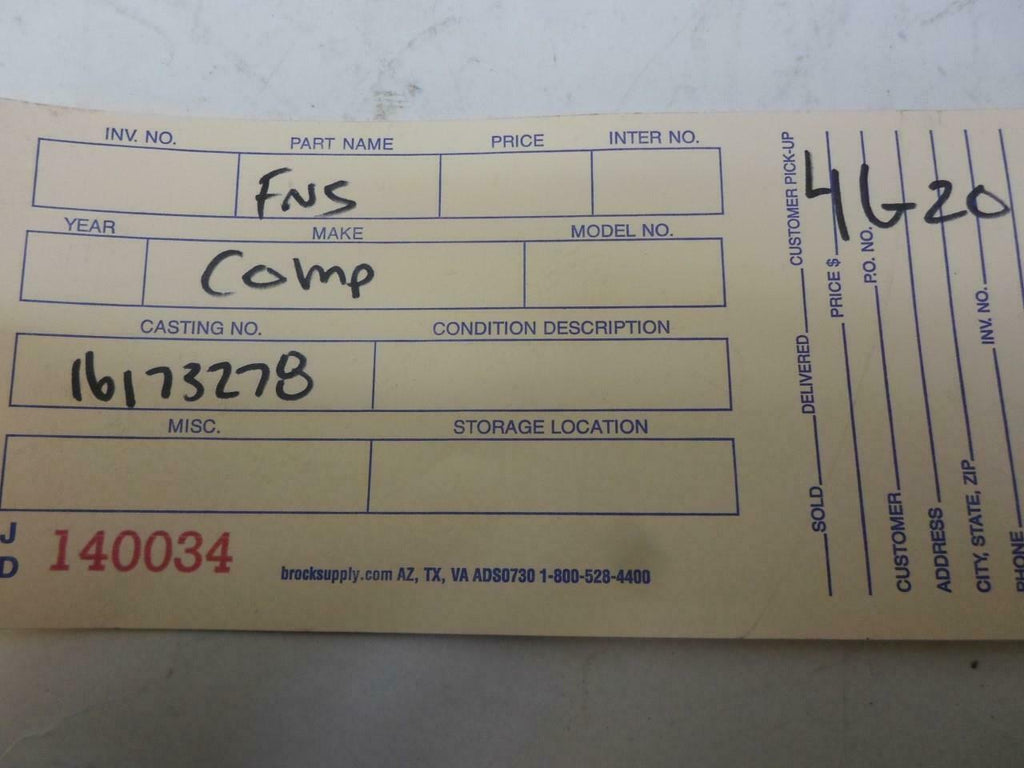 INV. NO. PART NAME PRICE INTER NO.
FNS
YEAR MAKE MODEL NO.
Comp
CASTING NO. CONDITION DESCRIPTION
16173278
MISC. STORAGE LOCATION
J
D
140034
brocksupply.com AZ, TX, VA ADS0730 1-800-528-4400
4G20
SOLD DELIVERED CUSTOMER PICK-UP
PRICE $
P.O. NO.
CUSTOMER
ADDRESS
CITY, STATE, ZIP INV. NO.
PHONE